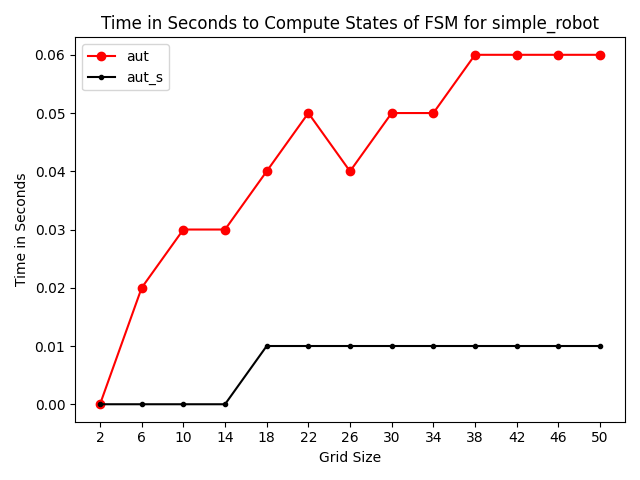 Time in Seconds to Compute States of FSM for simple_robot
aut
aut_s
Time in Seconds
0.06
0.05
0.04
0.03
0.02
0.01
0.00
2 6 10 14 18 22 26 30 34 38 42 46 50
Grid Size